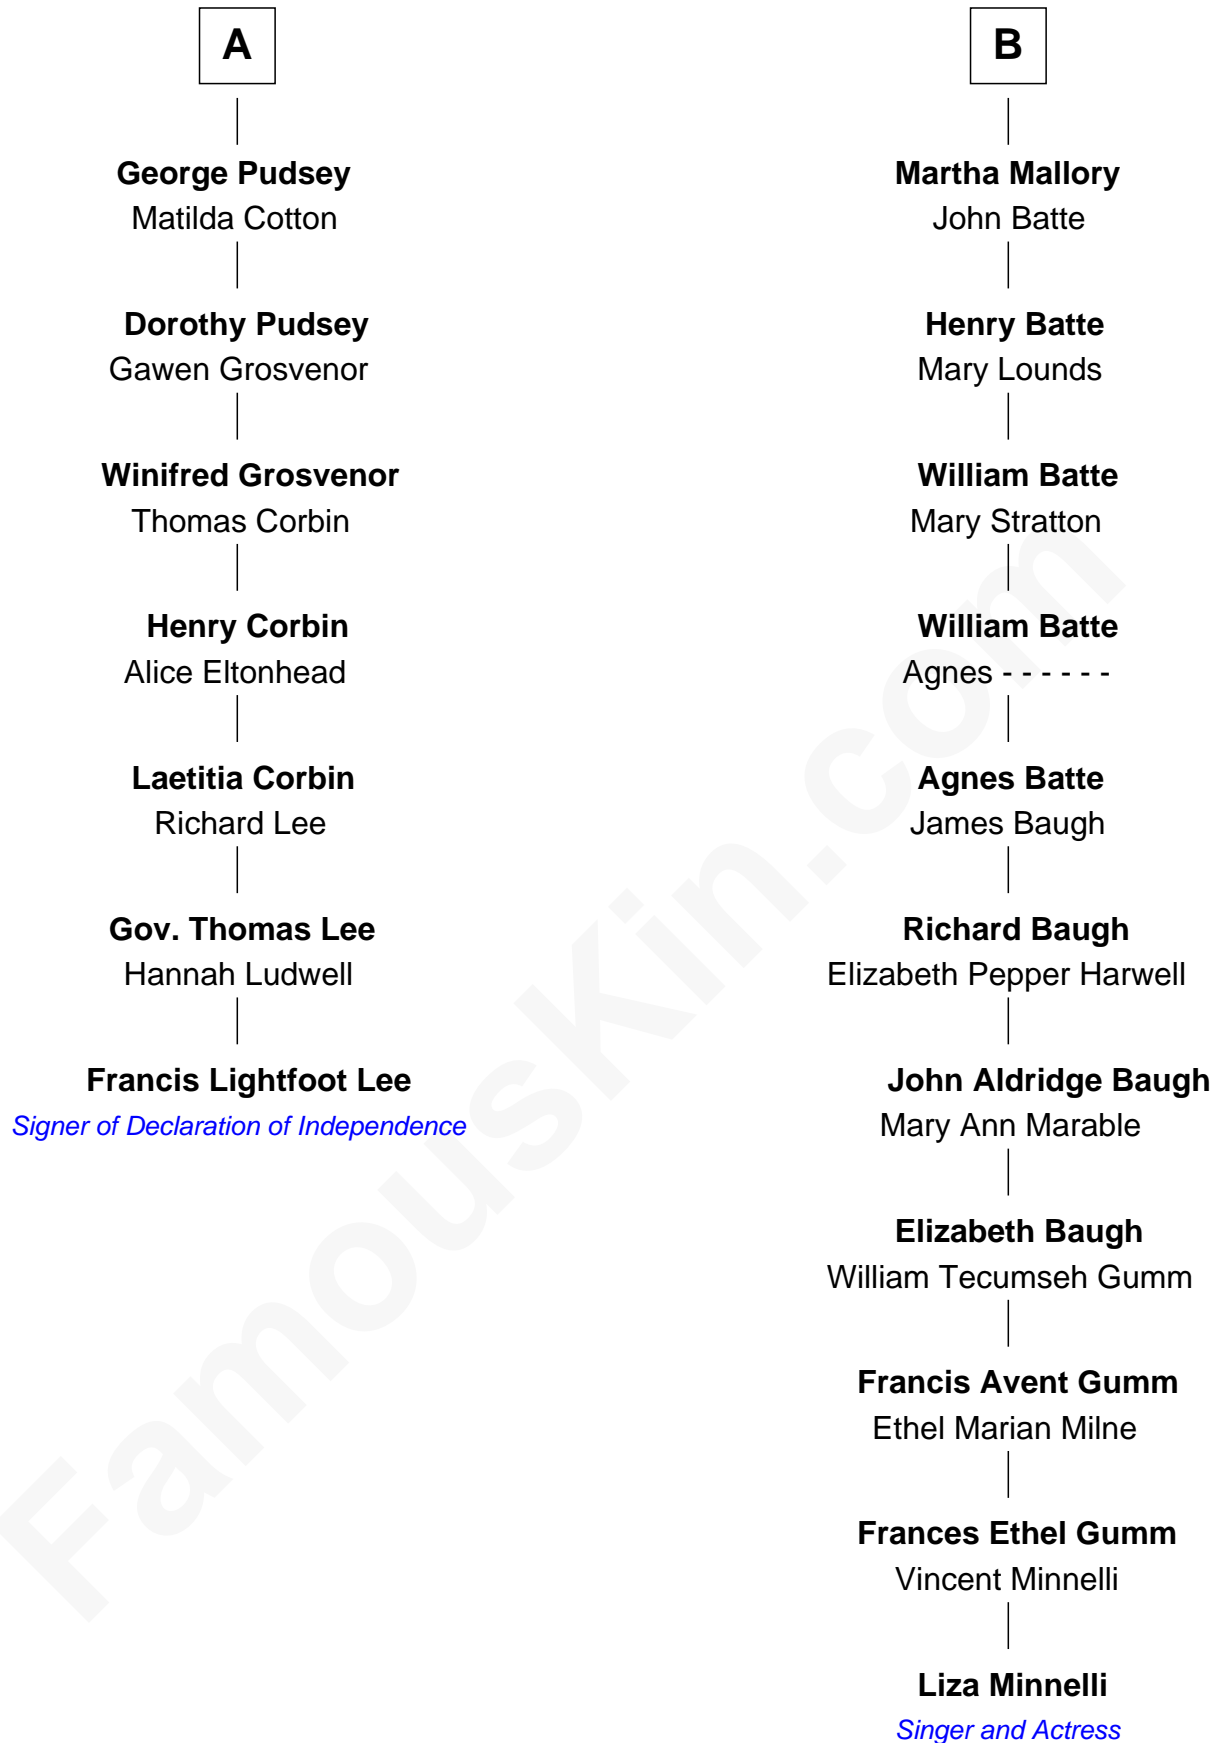 A
George Pudsey
Matilda Cotton
Dorothy Pudsey
Gawen Grosvenor
Winifred Grosvenor
Thomas Corbin
Henry Corbin
Alice Eltonhead
Laetitia Corbin
Richard Lee
Gov. Thomas Lee
Hannah Ludwell
Francis Lightfoot Lee
Signer of Declaration of Independence
B
Martha Mallory
John Batte
Henry Batte
Mary Lounds
William Batte
Mary Stratton
William Batte
Agnes - - - - - -
Agnes Batte
James Baugh
Richard Baugh
Elizabeth Pepper Harwell
John Aldridge Baugh
Mary Ann Marable
Elizabeth Baugh
William Tecumseh Gumm
Francis Avent Gumm
Ethel Marian Milne
Frances Ethel Gumm
Vincent Minnelli
Liza Minnelli
Singer and Actress
FamousKin.com